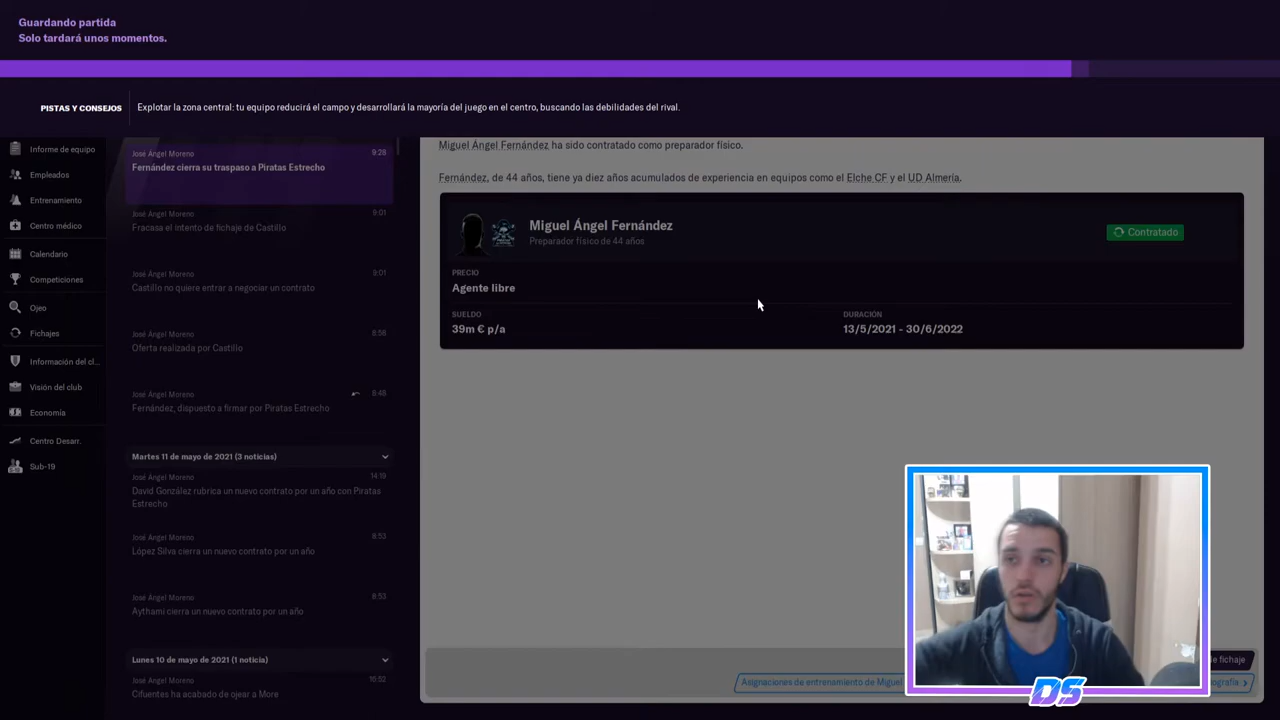 Guardando partida
Solo tardará unos momentos.
PISTAS Y CONSEJOS
Explotar la zona central: tu equipo reducirá el campo y desarrollará la mayoría del juego en el centro, buscando las debilidades del rival.
Informe de equipo
Empleados
Entrenamiento
Centro médico
Calendario
Competiciones
Ojeo
Fichajes
Información del cl...
Visión del club
Economía
Centro Desarr.
Sub-19
José Ángel Moreno 9:28
Fernández cierra su traspaso a Piratas Estrecho
José Ángel Moreno 9:01
Fracasa el intento de fichaje de Castillo
José Ángel Moreno 9:01
Castillo no quiere entrar a negociar un contrato
José Ángel Moreno 8:58
Oferta realizada por Castillo
José Ángel Moreno 8:48
Fernández, dispuesto a firmar por Piratas Estrecho
Martes 11 de mayo de 2021 (3 noticias)
José Ángel Moreno 14:19
David González rubrica un nuevo contrato por un año con Piratas
Estrecho
José Ángel Moreno 8:53
López Silva cierra un nuevo contrato por un año
José Ángel Moreno 8:53
Aythami cierra un nuevo contrato por un año
Lunes 10 de mayo de 2021 (1 noticia)
José Ángel Moreno 16:52
Cifuentes ha acabado de ojear a More
Miguel Ángel Fernández ha sido contratado como preparador físico.
Fernández, de 44 años, tiene ya diez años acumulados de experiencia en equipos como el Elche CF y el UD Almería.
Miguel Ángel Fernández
Preparador físico de 44 años
Contratado
PRECIO
Agente libre
SUELDO
39m € p/a
DURACIÓN
13/5/2021 - 30/6/2022
de fichaje
Asignaciones de entrenamiento de Miguel
ografía
DS